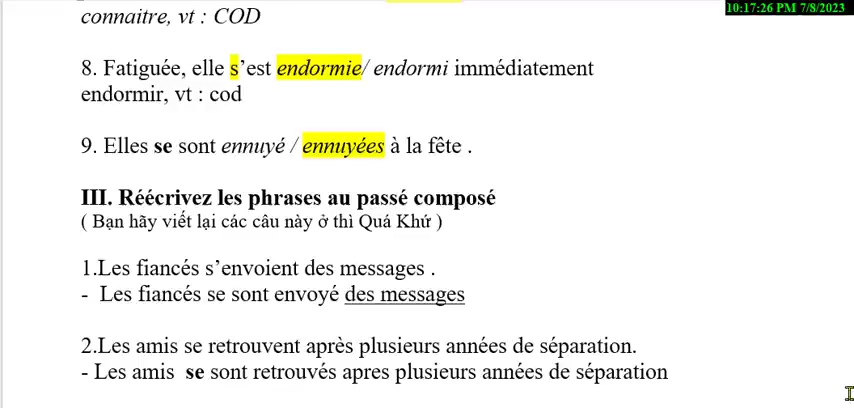 10:17:26 PM 7/8/2023
connaitre, vt : COD
8. Fatiguée, elle s’est endormie/ endormi immédiatement
endormir, vt : cod
9. Elles se sont ennuyé / ennuyées à la fête .
III. Réécrivez les phrases au passé composé
( Bạn hãy viết lại các câu này ở thì Quá Khứ )
1.Les fiancés s’envoient des messages .
- Les fiancés se sont envoyé des messages
2.Les amis se retrouvent après plusieurs années de séparation.
- Les amis se sont retrouvés apres plusieurs années de séparation